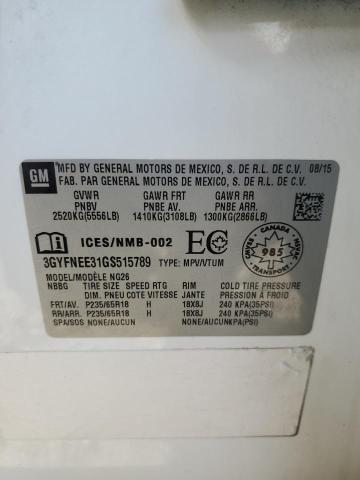 GM
MFD BY GENERAL MOTORS DE MEXICO, S. DE R.L. DE C.V. 08/15
FAB. PAR GENERAL MOTORS DE MEXICO, S. DE R.L. DE C.V.
GVWR GAWR FRT GAWR RR
PNBV PNBE AV. PNBE ARR.
2520KG(5556LB) 1410KG(3108LB) 1300KG(2866LB)
ICES/NMB-002 EC
CANADA
985
TRANSPORT
3GYFNEE31GS515789 TYPE: MPV/VTUM
MODEL/MODÈLE NG26
NBBG TIRE SIZE SPEED RTG RIM COLD TIRE PRESSURE
DIM. PNEU COTE VITESSE JANTE PRESSION À FROID
FRT/AV. P235/65R18 H 18X8J 240 KPA(35PSI)
RR/ARR. P235/65R18 H 18X8J 240 KPA(35PSI)
SPA/SOS NONE/AUCUN NONE/AUCUNKPA(PSI)